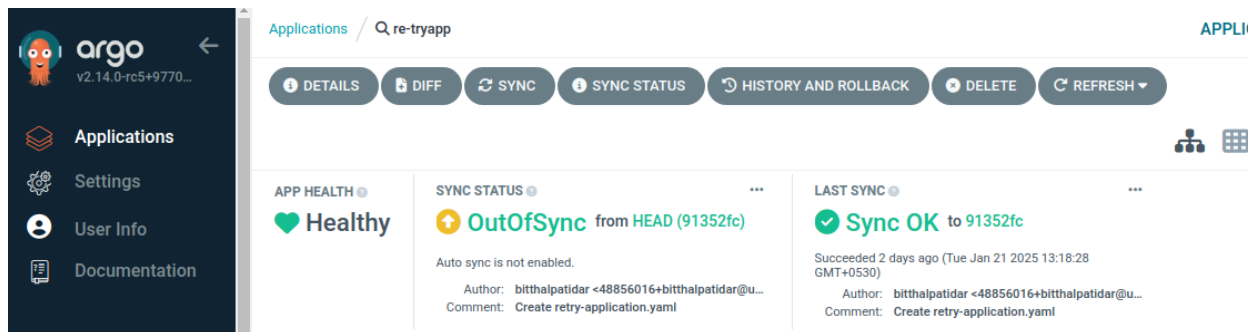 argo
v2.14.0-rc5+9770...
Applications
Settings
User Info
Documentation
Applications / re-tryapp
APPLIC
DETAILS DIFF SYNC SYNC STATUS HISTORY AND ROLLBACK DELETE REFRESH
APP HEALTH
Healthy
SYNC STATUS ...
OutOfSync from HEAD (91352fc)
Auto sync is not enabled.
Author: bitthalpatidar <48856016+bitthalpatidar@u...
Comment: Create retry-application.yaml
LAST SYNC ...
Sync OK to 91352fc
Succeeded 2 days ago (Tue Jan 21 2025 13:18:28
GMT+0530)
Author: bitthalpatidar <48856016+bitthalpatidar@u...
Comment: Create retry-application.yaml